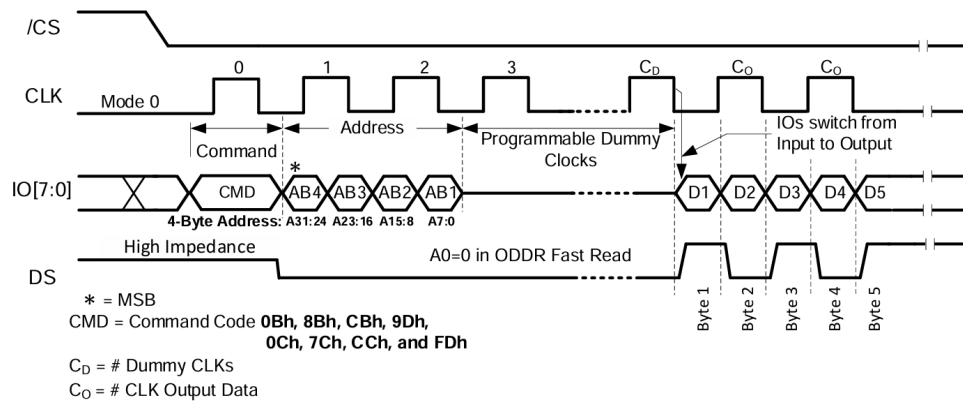 /CS
0 1 2 3 C_D C_O C_O
CLK Mode 0
Command Address Programmable Dummy Clocks IOs switch from Input to Output
*
IO[7:0] CMD AB4 AB3 AB2 AB1 D1 D2 D3 D4 D5
4-Byte Address: A31:24 A23:16 A15:8 A7:0
High Impedance A0=0 in ODDR Fast Read
DS
Byte 1 Byte 2 Byte 3 Byte 4 Byte 5
* = MSB
CMD = Command Code 0Bh, 8Bh, CBh, 9Dh,
0Ch, 7Ch, CCh, and FDh
C_D = # Dummy CLKs
C_O = # CLK Output Data